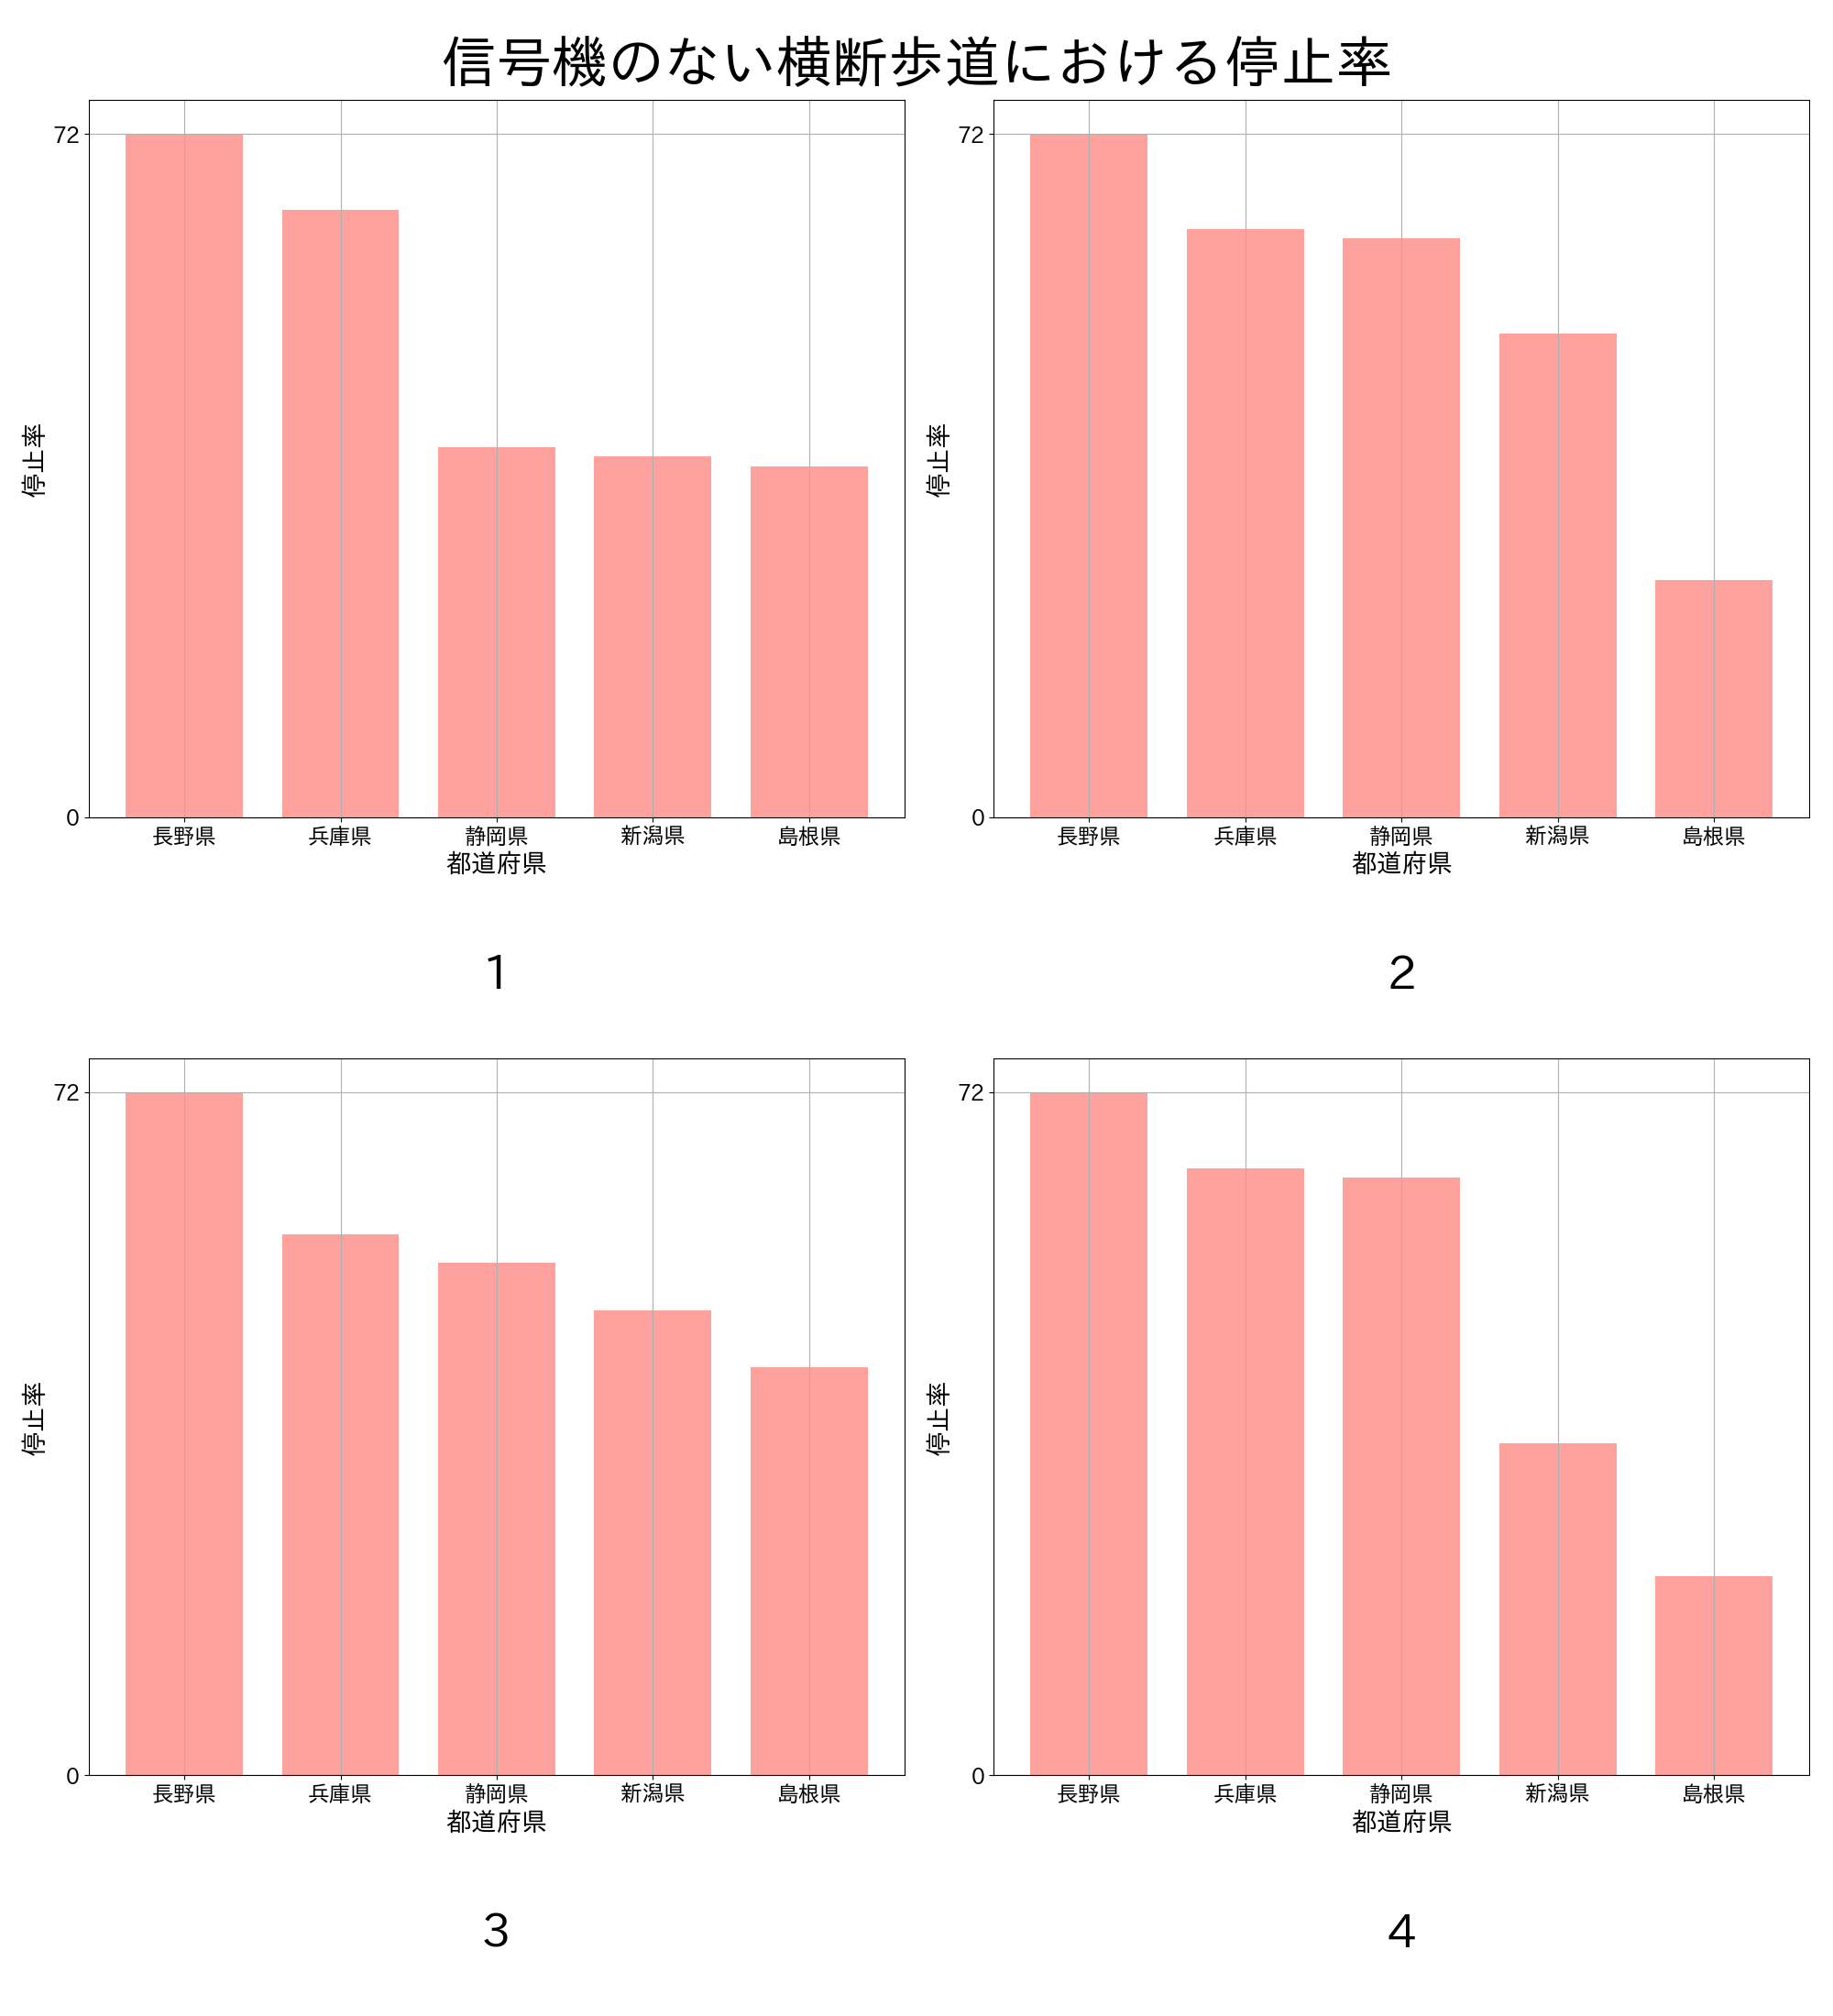 信号機のない横断歩道における停止率
72
0
停止率
長野県 兵庫県 静岡県 新潟県 島根県
都道府県
1
72
0
停止率
長野県 兵庫県 静岡県 新潟県 島根県
都道府県
2
72
0
停止率
長野県 兵庫県 静岡県 新潟県 島根県
都道府県
3
72
0
停止率
長野県 兵庫県 静岡県 新潟県 島根県
都道府県
4